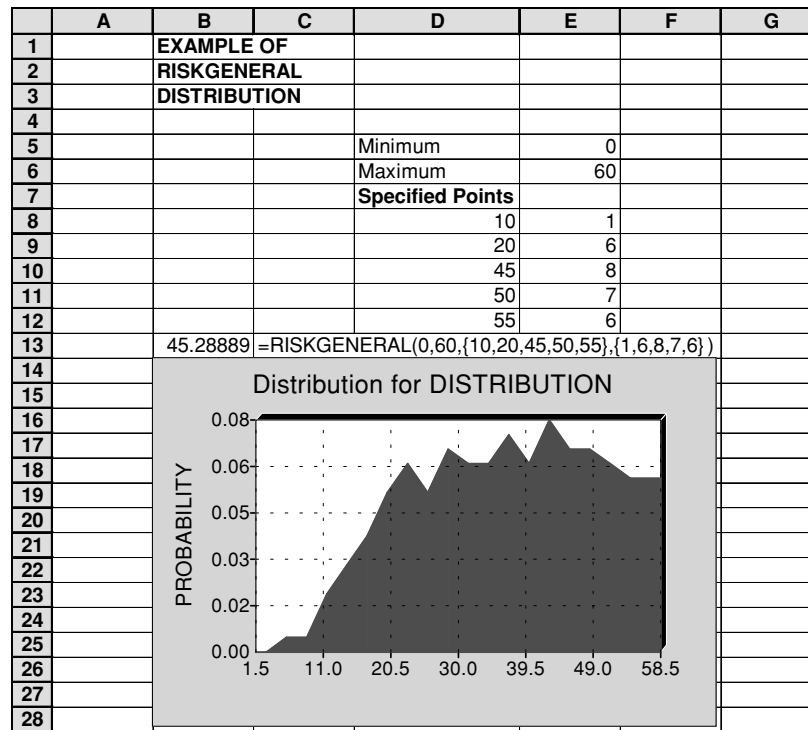 A B C D E F G
1 EXAMPLE OF
2 RISKGENERAL
3 DISTRIBUTION
4
5 Minimum 0
6 Maximum 60
7 Specified Points
8 10 1
9 20 6
10 45 8
11 50 7
12 55 6
13 45.28889 =RISKGENERAL(0,60,{10,20,45,50,55},{1,6,8,7,6})
14
15
16
17
18
19
20
21
22
23
24
25
26
27
28
Distribution for DISTRIBUTION
PROBABILITY
0.08
0.06
0.05
0.03
0.02
0.00
1.5 11.0 20.5 30.0 39.5 49.0 58.5